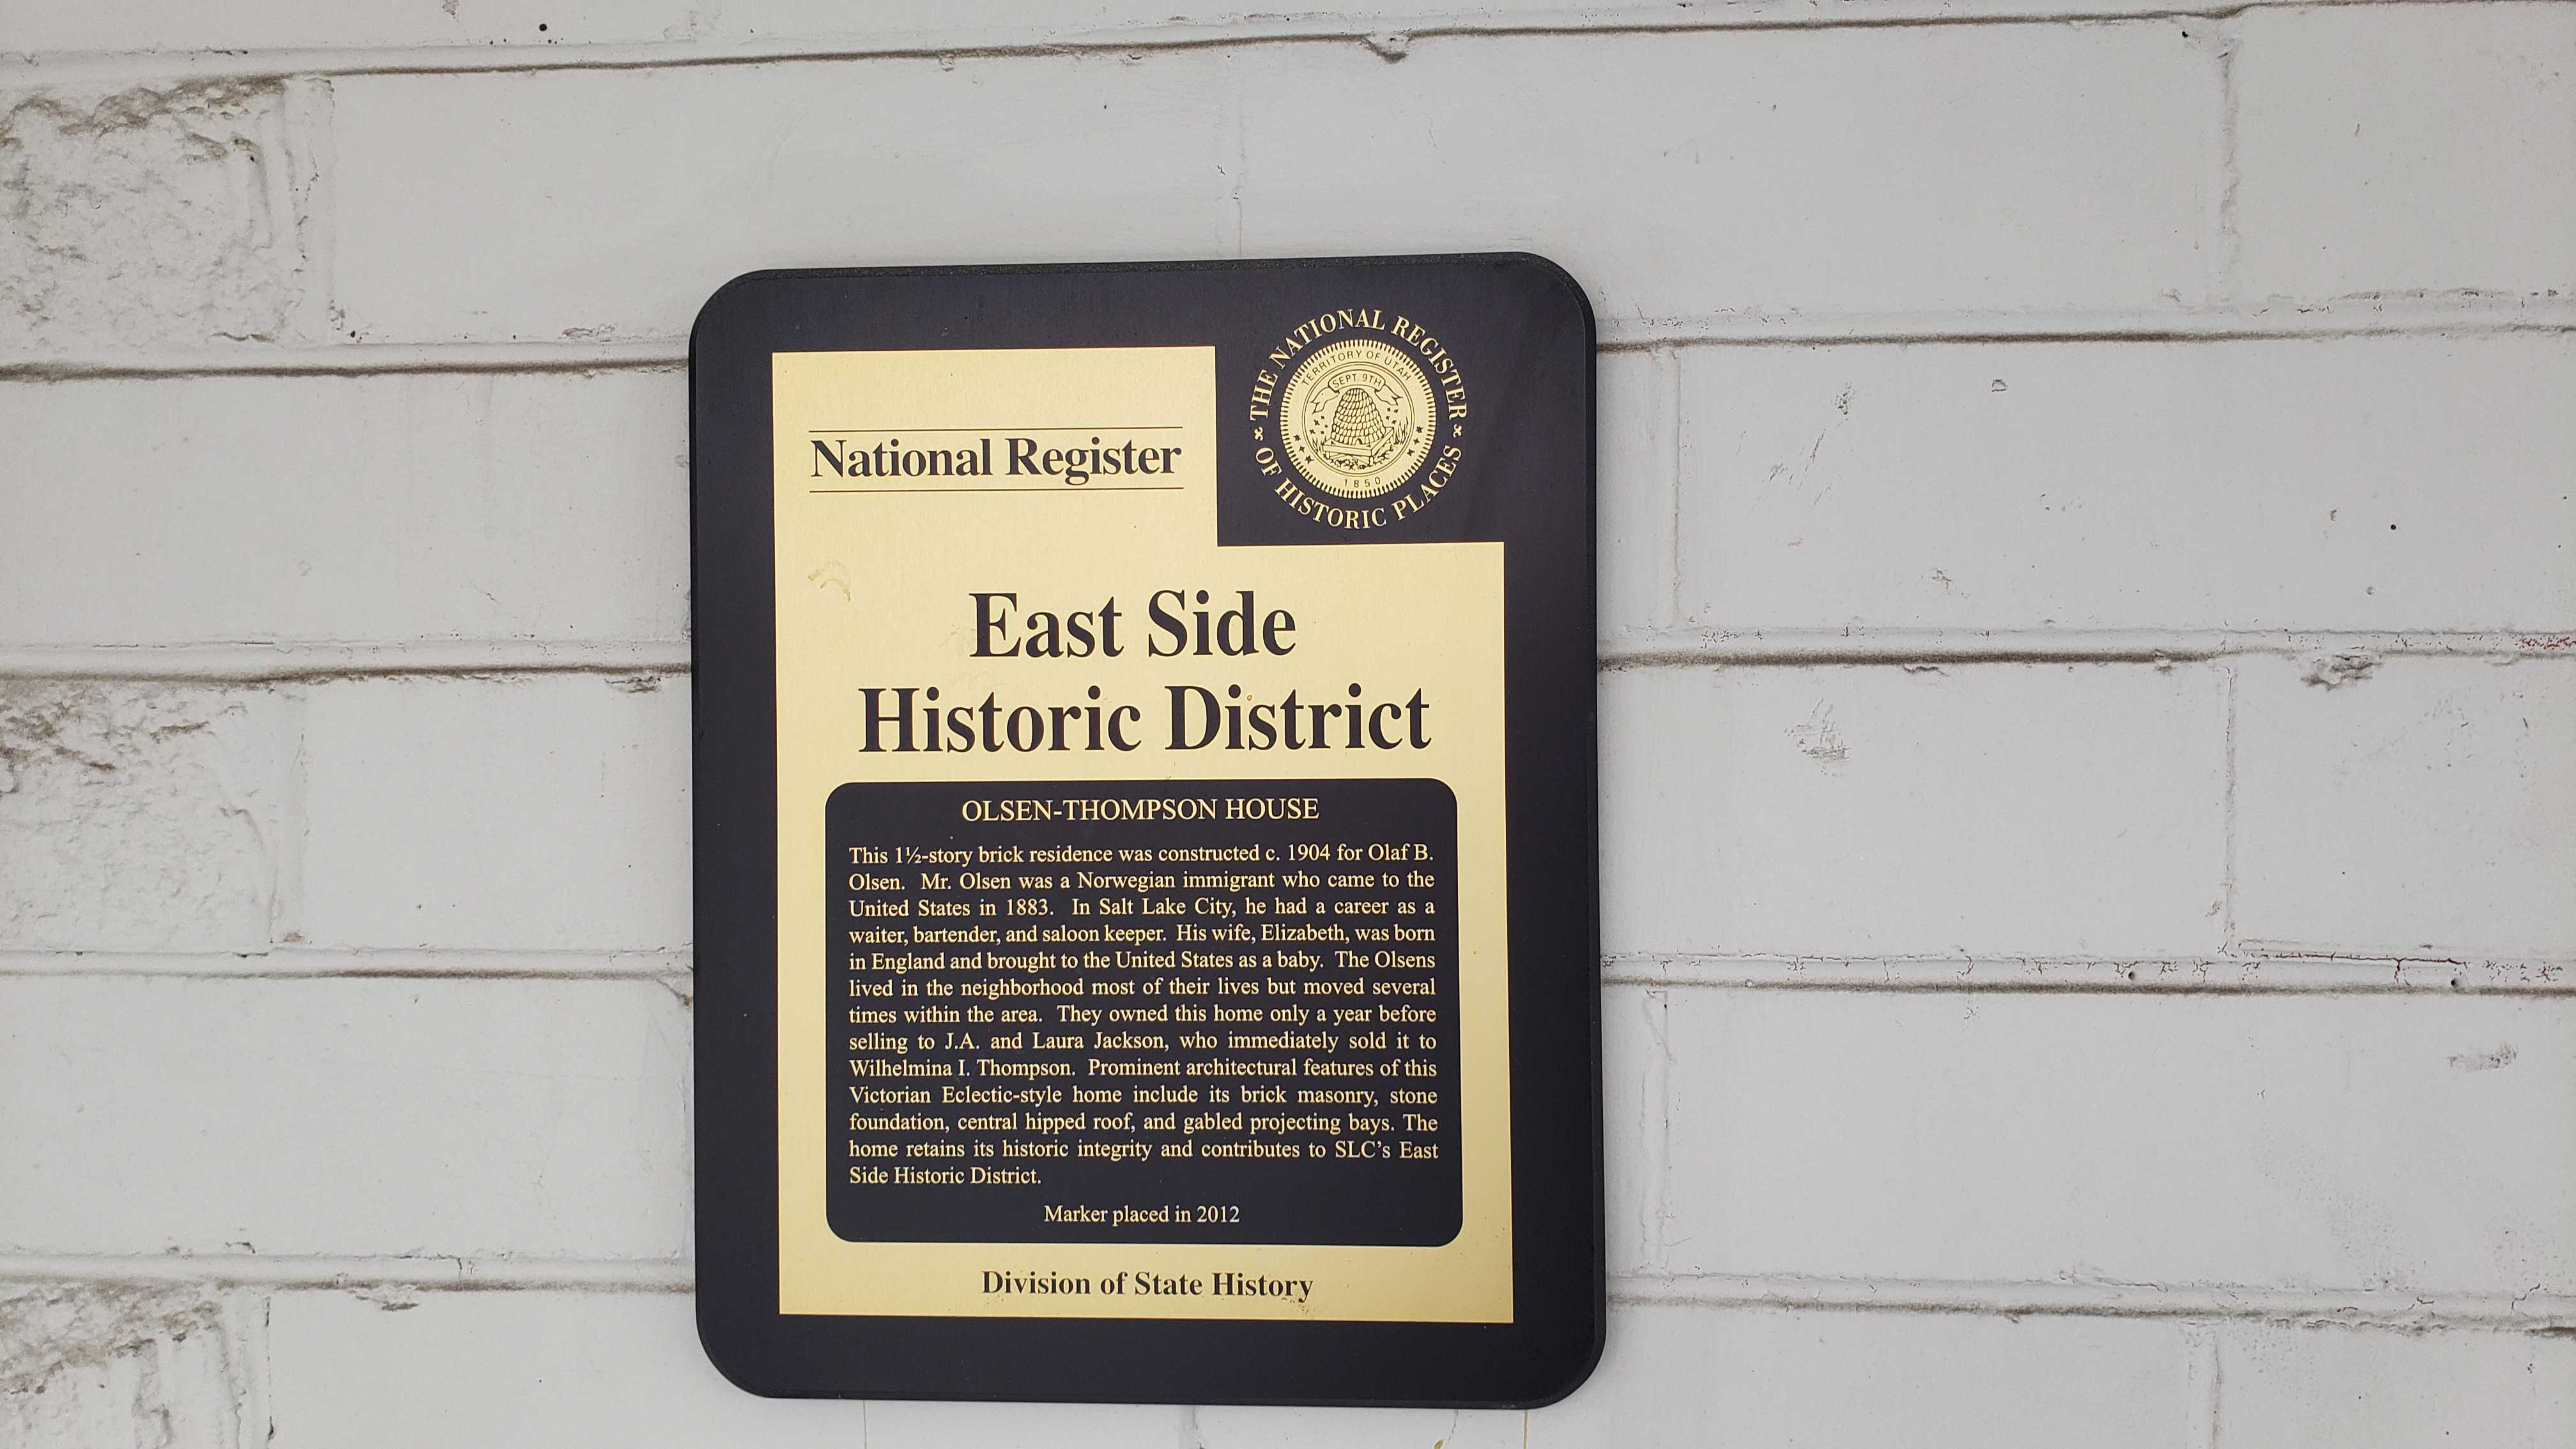 THE NATIONAL REGISTER
OF HISTORIC PLACES
TERRITORY OF UTAH
SEPT. 9TH
1850
National Register
East Side
Historic District
OLSEN-THOMPSON HOUSE
This 1½-story brick residence was constructed c. 1904 for Olaf B.
Olsen. Mr. Olsen was a Norwegian immigrant who came to the
United States in 1883. In Salt Lake City, he had a career as a
waiter, bartender, and saloon keeper. His wife, Elizabeth, was born
in England and brought to the United States as a baby. The Olsens
lived in the neighborhood most of their lives but moved several
times within the area. They owned this home only a year before
selling to J.A. and Laura Jackson, who immediately sold it to
Wilhelmina I. Thompson. Prominent architectural features of this
Victorian Eclectic-style home include its brick masonry, stone
foundation, central hipped roof, and gabled projecting bays. The
home retains its historic integrity and contributes to SLC's East
Side Historic District.
Marker placed in 2012
Division of State History